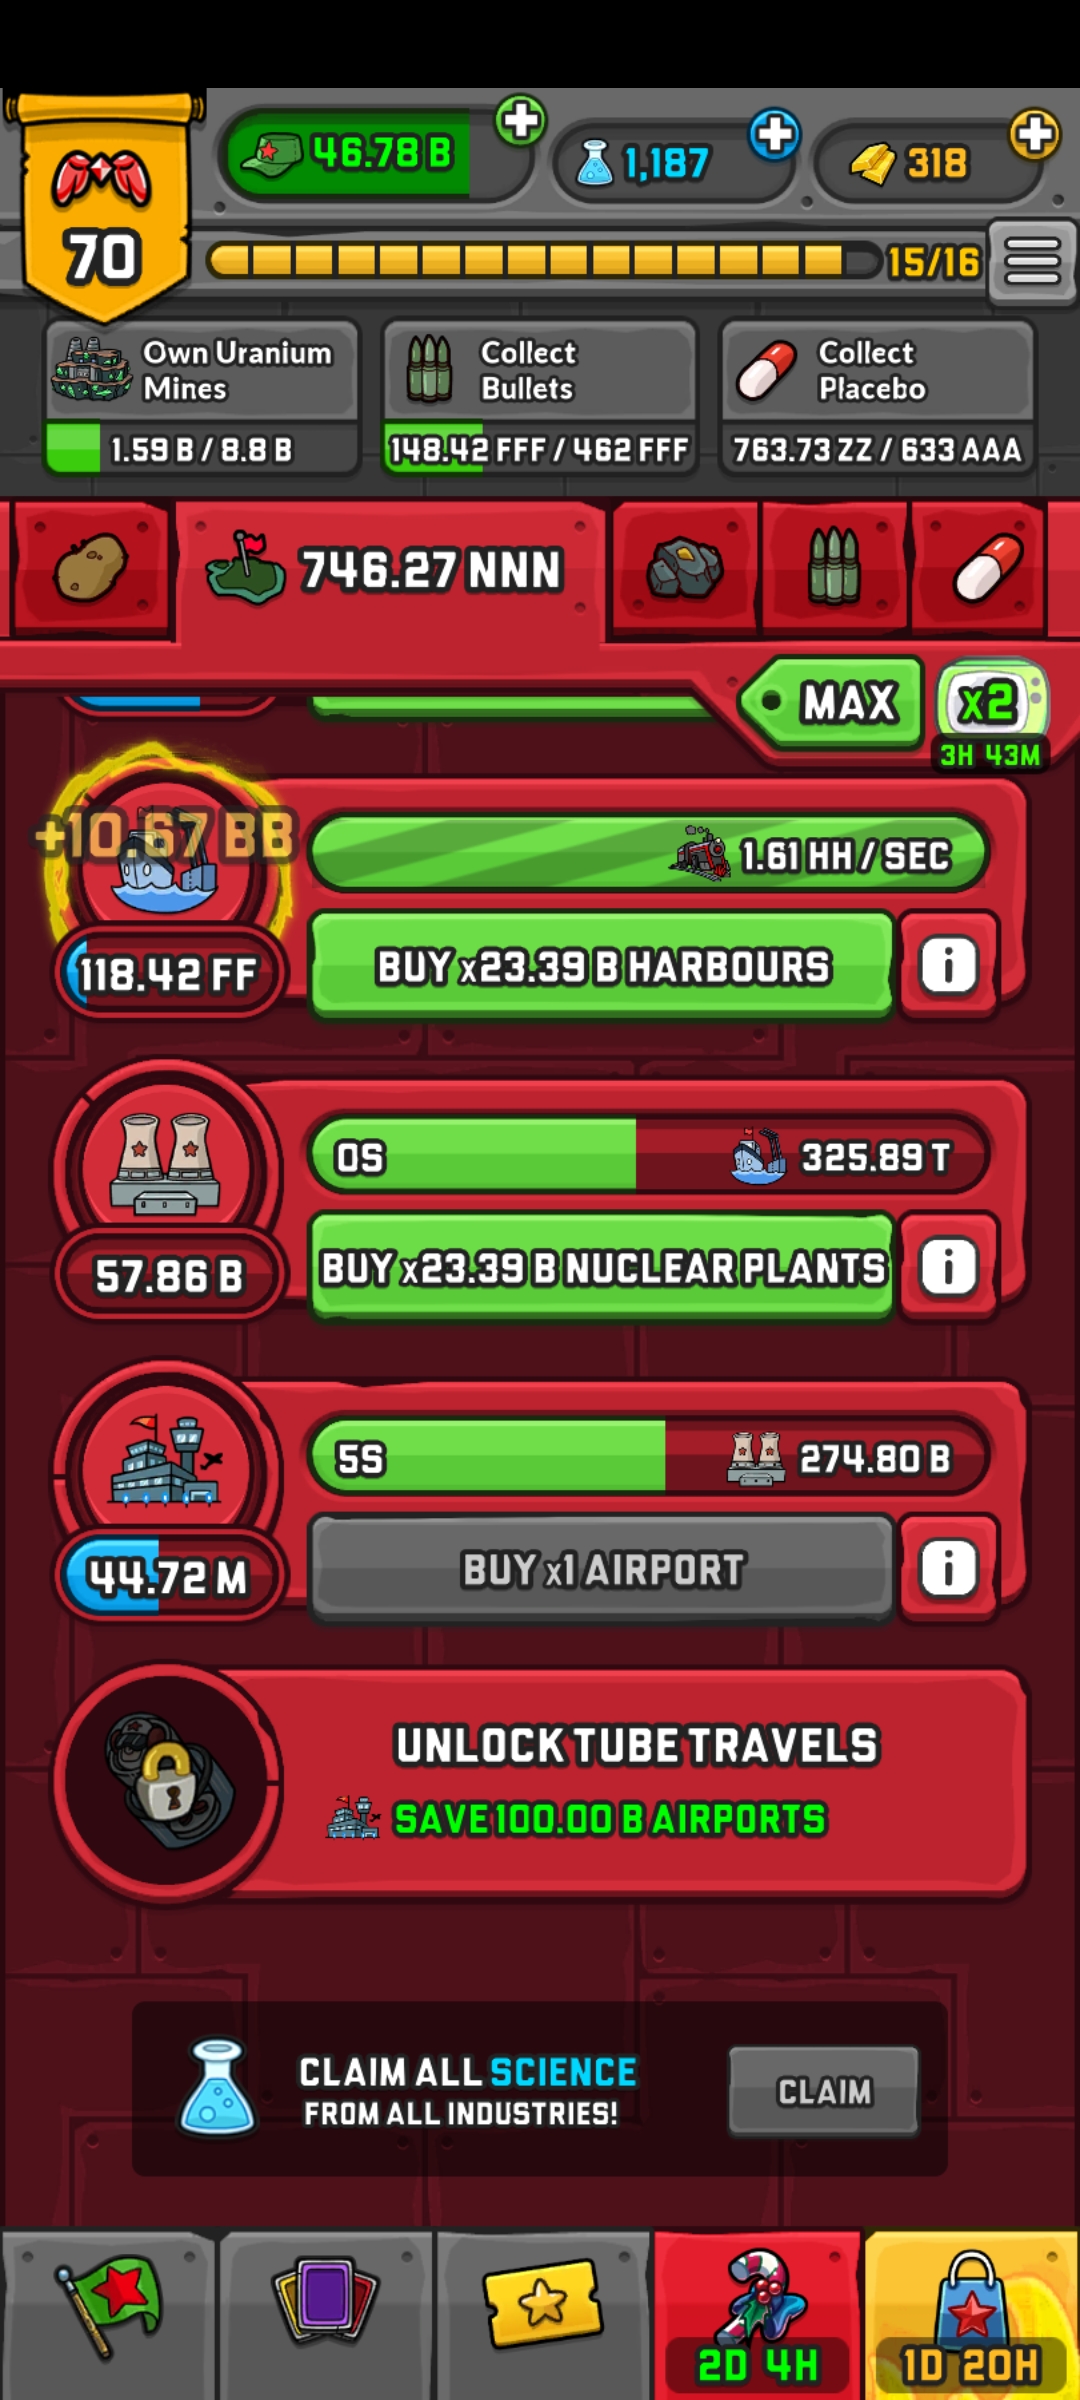 46.78 B
1,187
318
70
15/16
Own Uranium
Mines
1.59 B / 8.8 B
Collect
Bullets
148.42 FFF / 462 FFF
Collect
Placebo
763.73 ZZ / 633 AAA
746.27 NNN
MAX
x2
3H 43M
+10.67 BB
1.61 HH / SEC
118.42 FF
BUY x23.39 B HARBOURS
i
0S
325.89 T
57.86 B
BUY x23.39 B NUCLEAR PLANTS
i
5S
274.80 B
44.72 M
BUY x1 AIRPORT
i
UNLOCK TUBE TRAVELS
SAVE 100.00 B AIRPORTS
CLAIM ALL SCIENCE
FROM ALL INDUSTRIES!
CLAIM
2D 4H
1D 20H